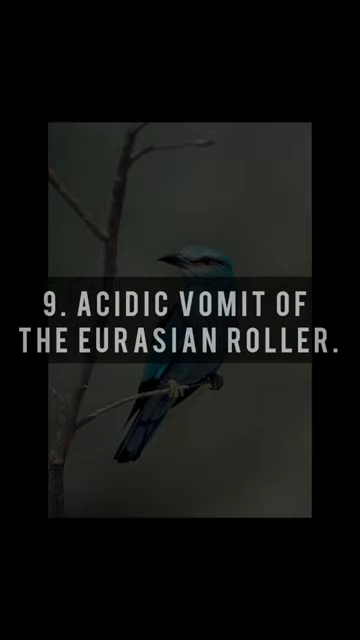 9. ACIDIC VOMIT OF
THE EURASIAN ROLLER.